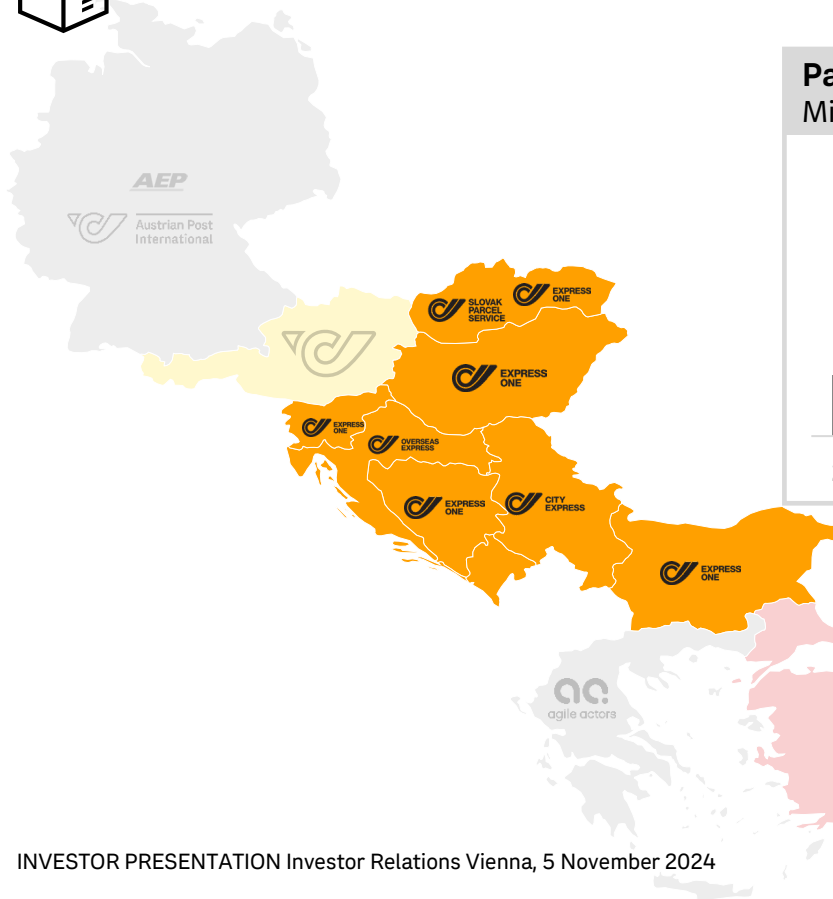 Pa
Mi
AEP
Austrian Post
International
SLOVAK
PARCEL
SERVICE
EXPRESS
ONE
EXPRESS
ONE
EXPRESS
ONE
OVERSEAS
EXPRESS
EXPRESS
ONE
CITY
EXPRESS
EXPRESS
ONE
agile actors
INVESTOR PRESENTATION Investor Relations Vienna, 5 November 2024